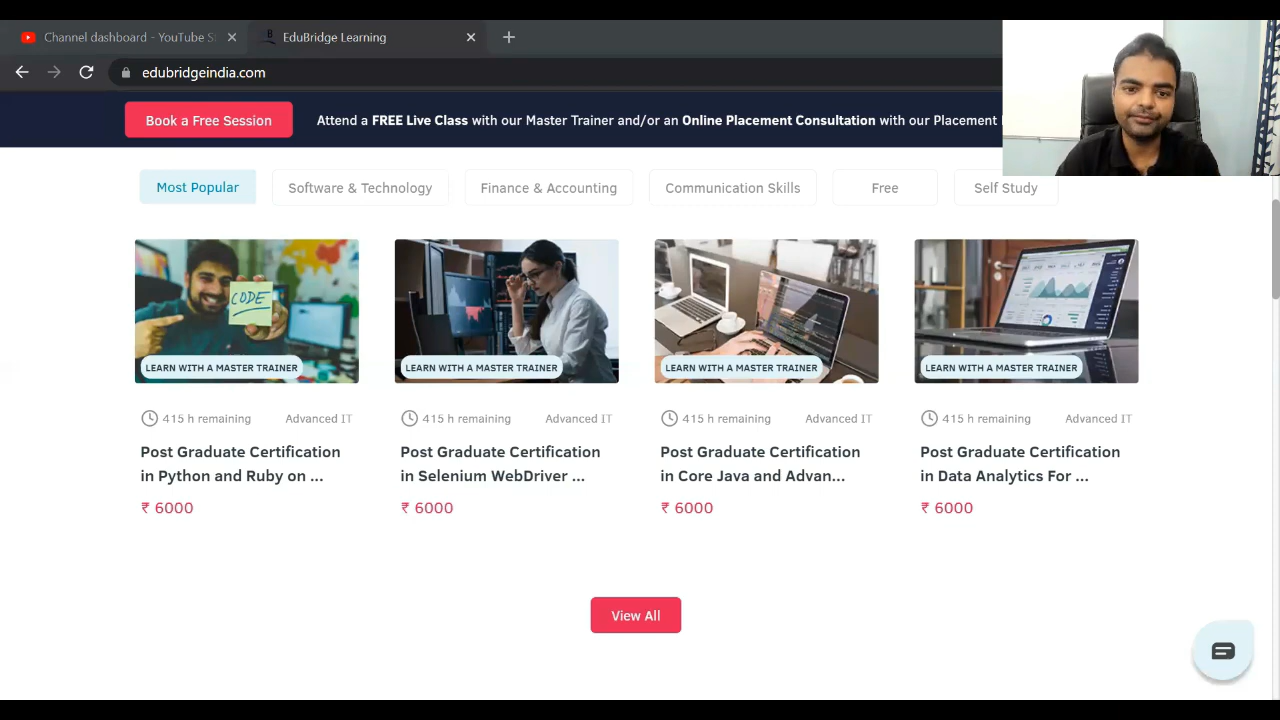 Channel dashboard - YouTube S
EduBridge Learning
edubridgeindia.com
Book a Free Session
Attend a FREE Live Class with our Master Trainer and/or an Online Placement Consultation with our Placement
Most Popular
Software & Technology
Finance & Accounting
Communication Skills
Free
Self Study
CODE
LEARN WITH A MASTER TRAINER
LEARN WITH A MASTER TRAINER
LEARN WITH A MASTER TRAINER
LEARN WITH A MASTER TRAINER
415 h remaining Advanced IT
415 h remaining Advanced IT
415 h remaining Advanced IT
415 h remaining Advanced IT
Post Graduate Certification
in Python and Ruby on ...
₹ 6000
Post Graduate Certification
in Selenium WebDriver ...
₹ 6000
Post Graduate Certification
in Core Java and Advan...
₹ 6000
Post Graduate Certification
in Data Analytics For ...
₹ 6000
View All